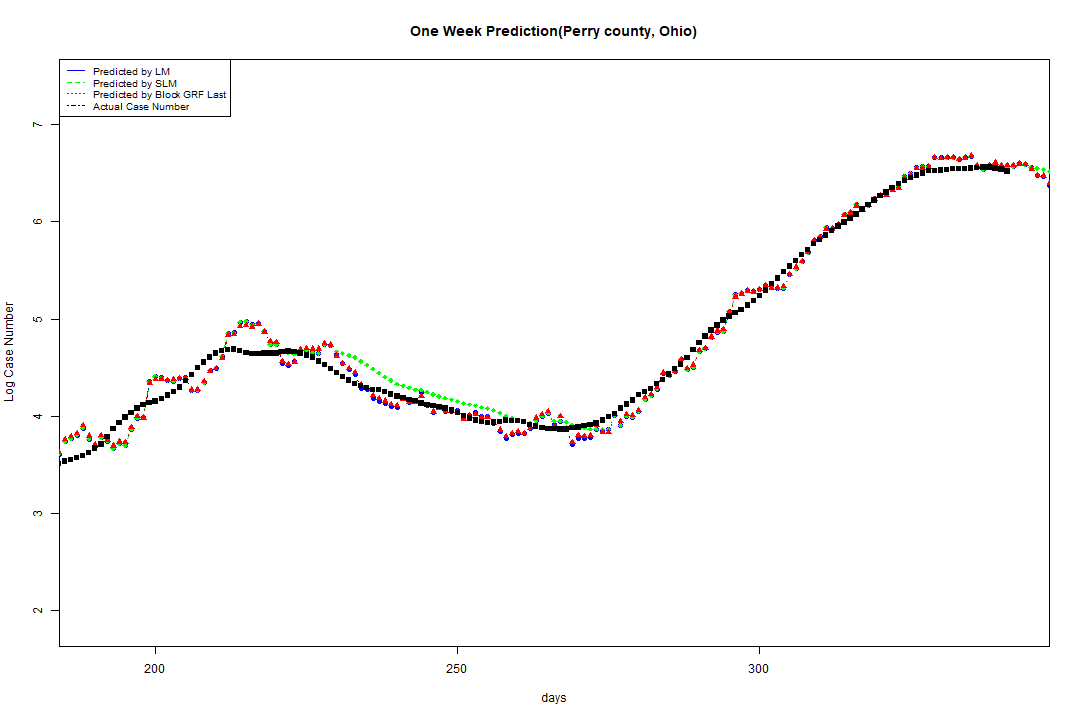 One Week Prediction(Perry county, Ohio)
Predicted by LM
Predicted by SLM
Predicted by Block GRF Last
Actual Case Number
7
6
5
4
3
2
Log Case Number
200
250
300
days